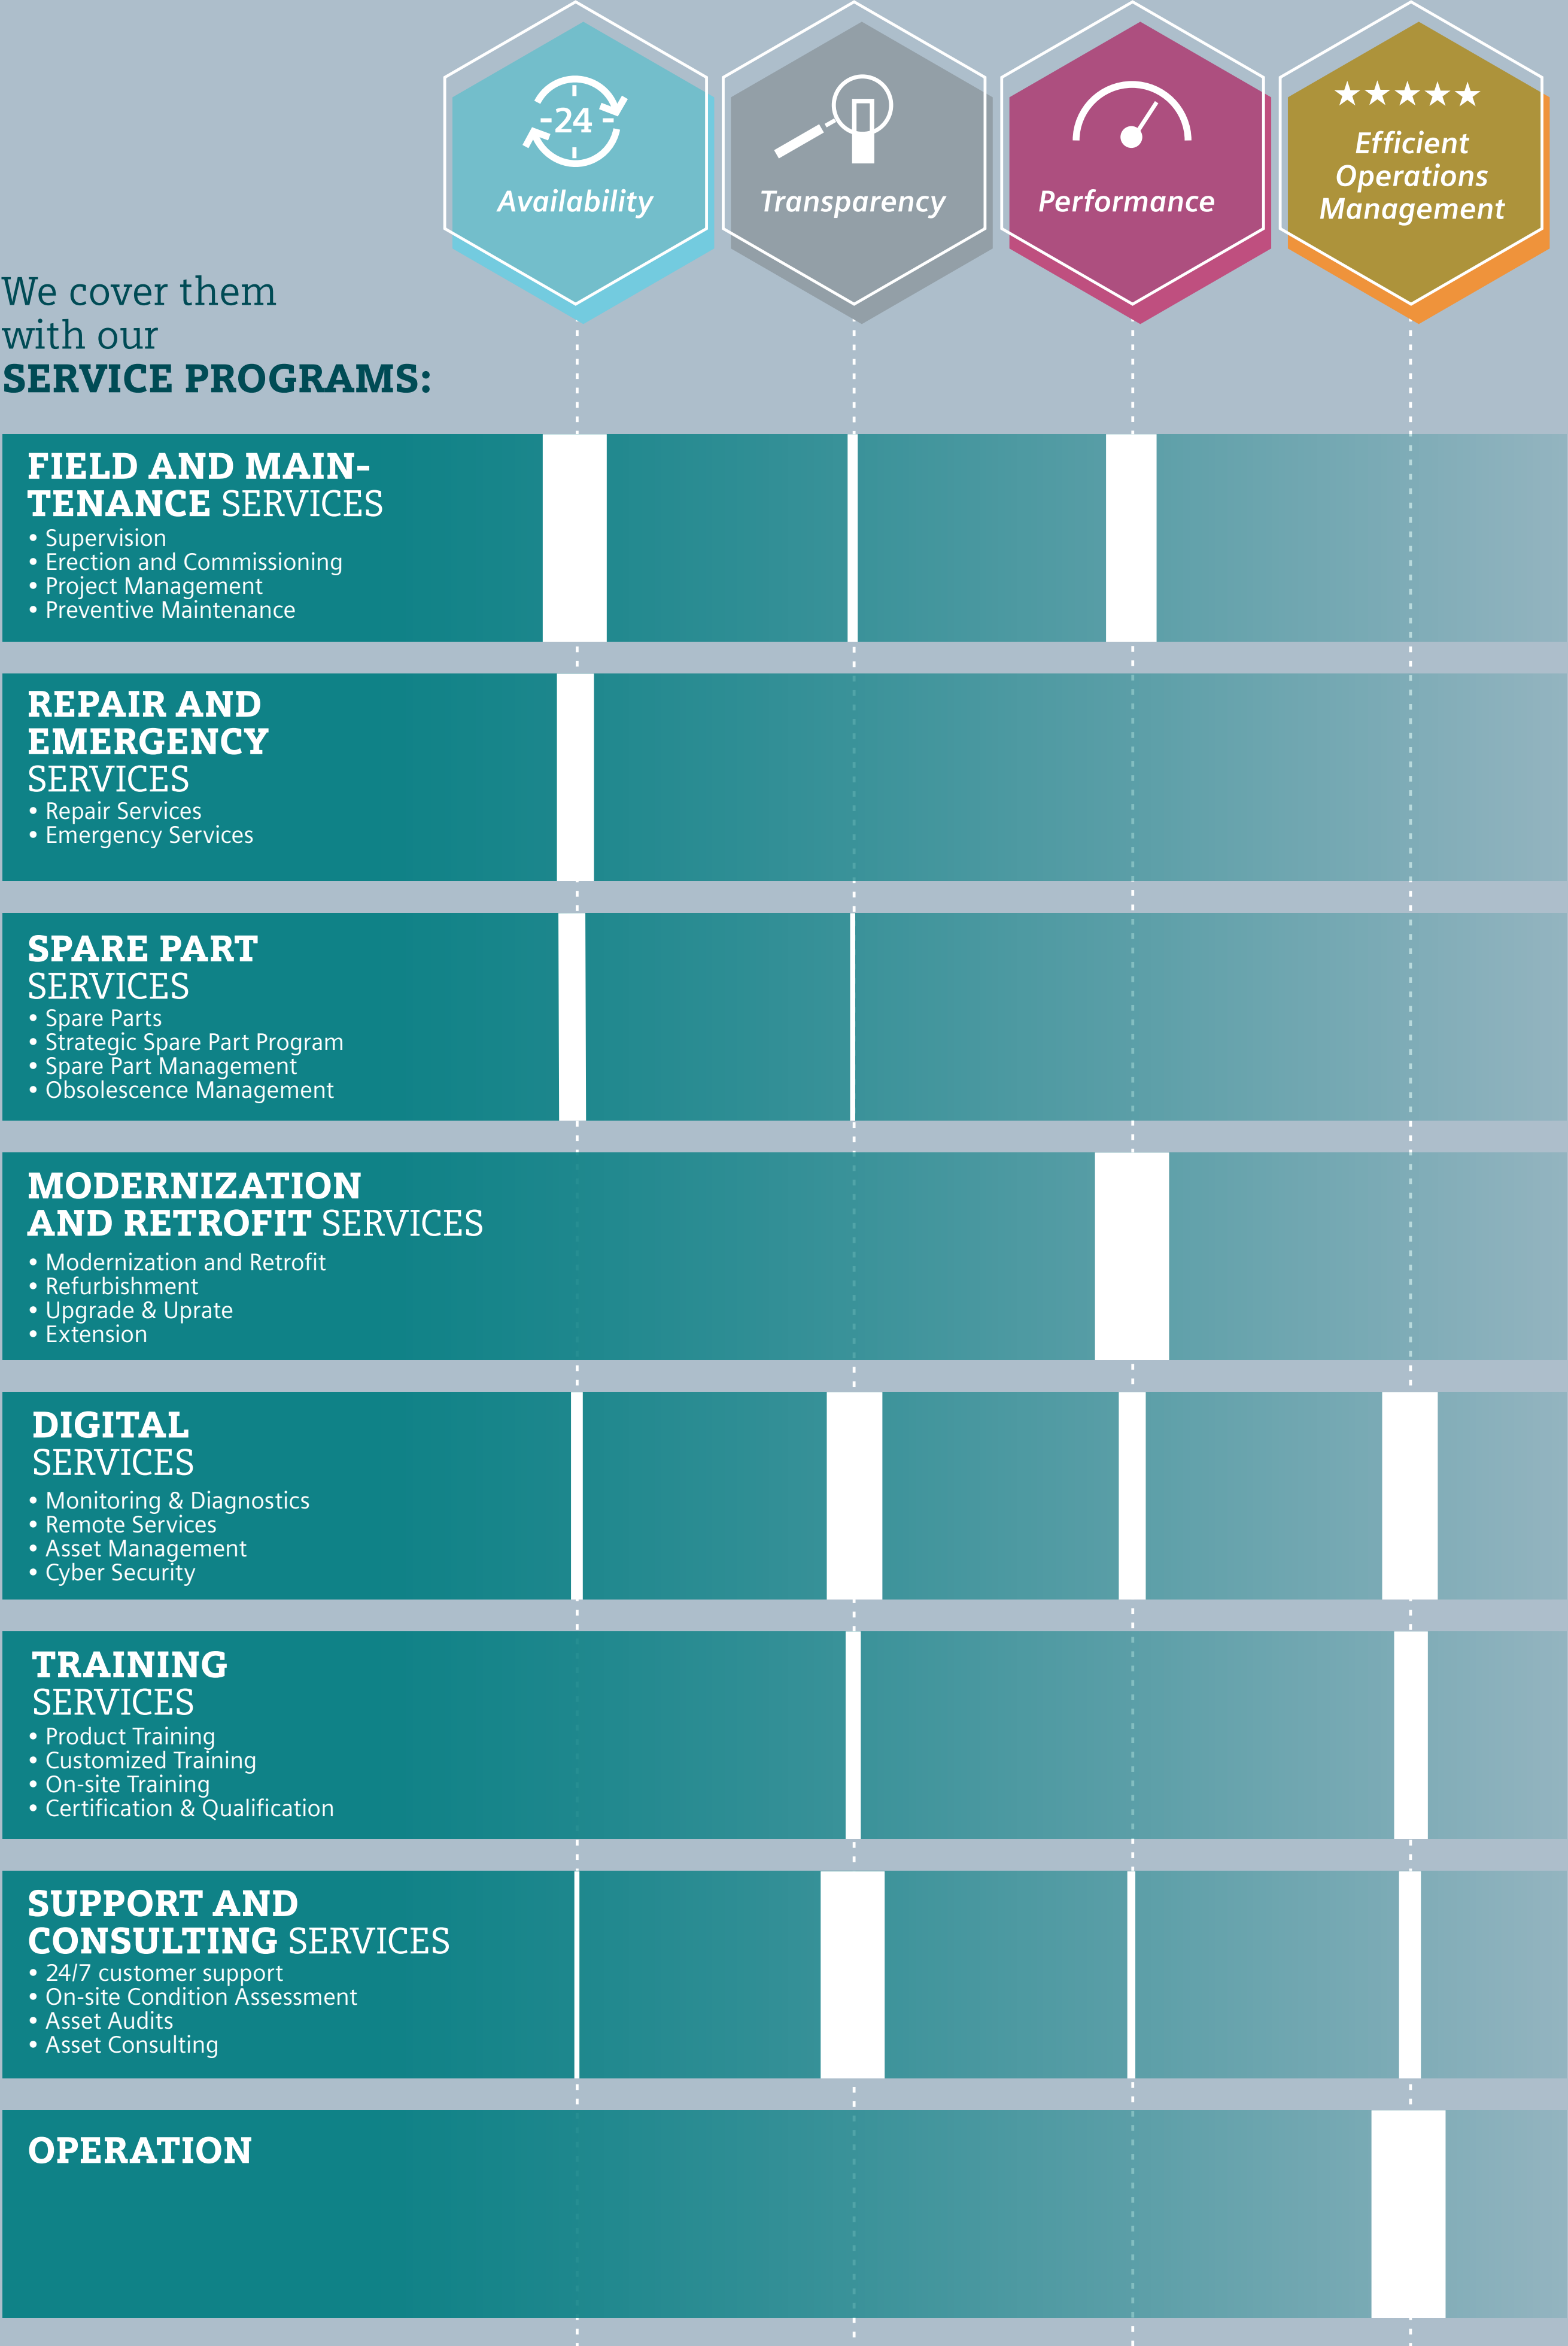 24
Availability
Transparency
Performance
Efficient
Operations
Management
We cover them
with our
SERVICE PROGRAMS:
FIELD AND MAIN-
TENANCE SERVICES
• Supervision
• Erection and Commissioning
• Project Management
• Preventive Maintenance
REPAIR AND
EMERGENCY
SERVICES
• Repair Services
• Emergency Services
SPARE PART
SERVICES
• Spare Parts
• Strategic Spare Part Program
• Spare Part Management
• Obsolescence Management
MODERNIZATION
AND RETROFIT SERVICES
• Modernization and Retrofit
• Refurbishment
• Upgrade & Uprate
• Extension
DIGITAL
SERVICES
• Monitoring & Diagnostics
• Remote Services
• Asset Management
• Cyber Security
TRAINING
SERVICES
• Product Training
• Customized Training
• On-site Training
• Certification & Qualification
SUPPORT AND
CONSULTING SERVICES
• 24/7 customer support
• On-site Condition Assessment
• Asset Audits
• Asset Consulting
OPERATION